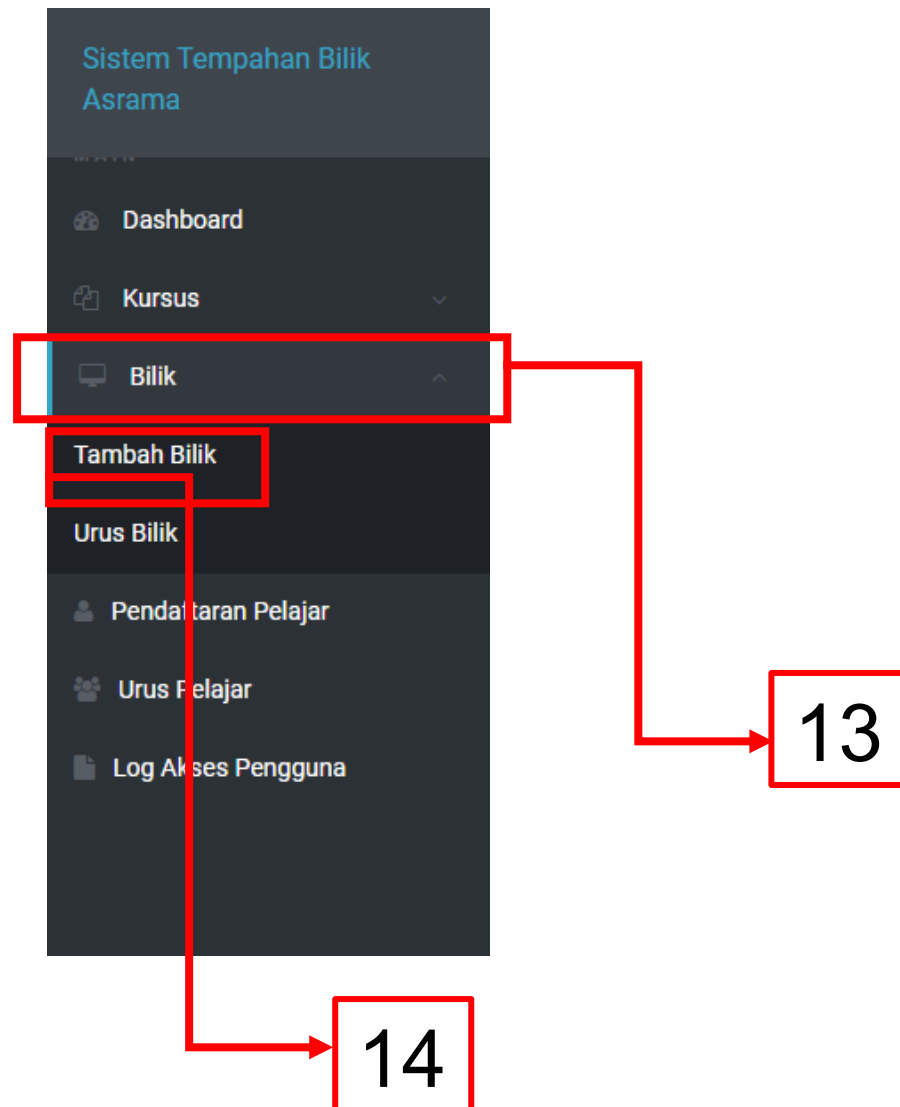 Sistem Tempahan Bilik
Asrama
Dashboard
Kursus
Bilik
Tambah Bilik
Urus Bilik
Pendaftaran Pelajar
Urus Pelajar
Log Akses Pengguna
13
14